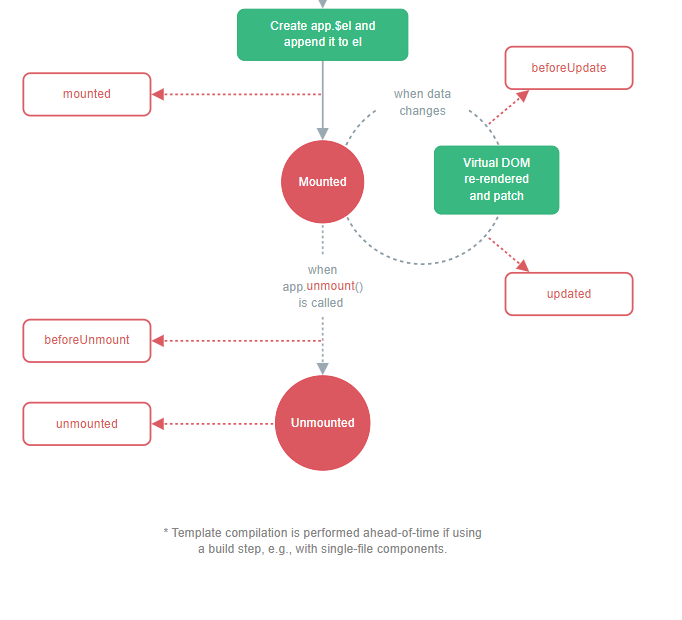 Create app.$el and
append it to el
beforeUpdate
mounted
when data
changes
Virtual DOM
re-rendered
and patch
Mounted
when
app.unmount()
is called
updated
beforeUnmount
unmounted
Unmounted
* Template compilation is performed ahead-of-time if using
a build step, e.g., with single-file components.